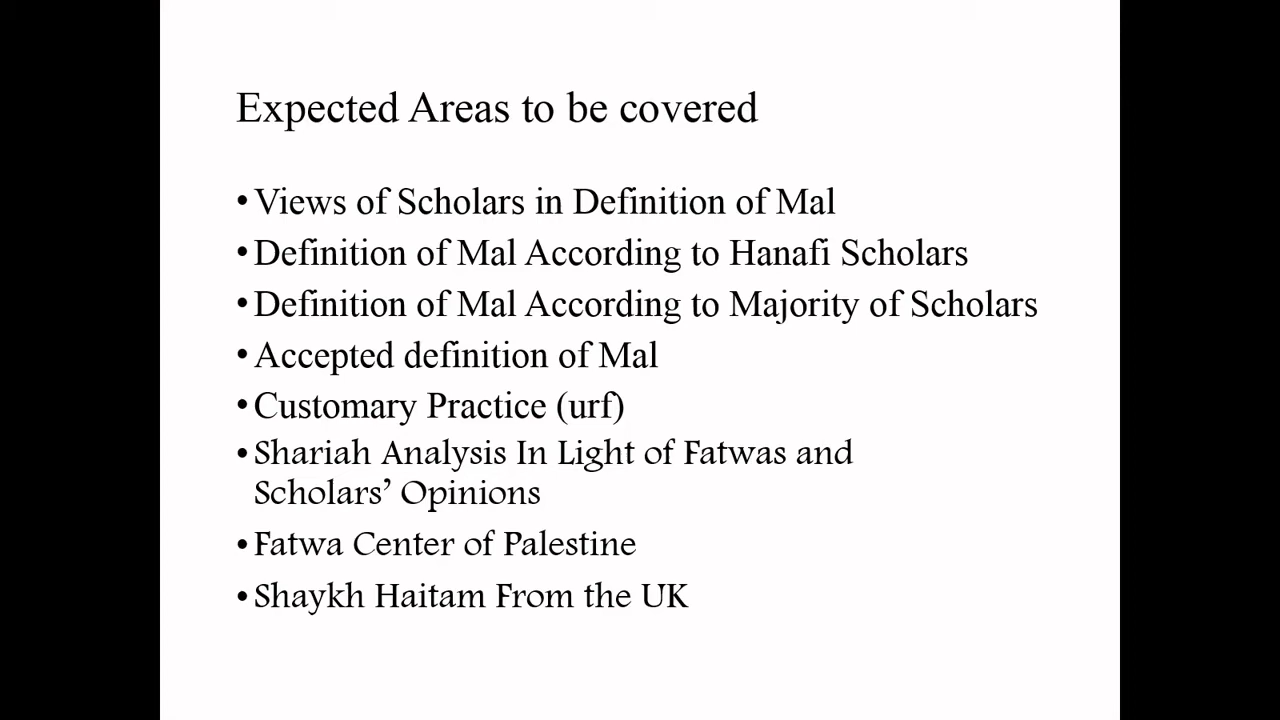 Expected Areas to be covered
• Views of Scholars in Definition of Mal
• Definition of Mal According to Hanafi Scholars
• Definition of Mal According to Majority of Scholars
• Accepted definition of Mal
• Customary Practice (urf)
• Shariah Analysis In Light of Fatwas and
Scholars’ Opinions
• Fatwa Center of Palestine
• Shaykh Haitam From the UK